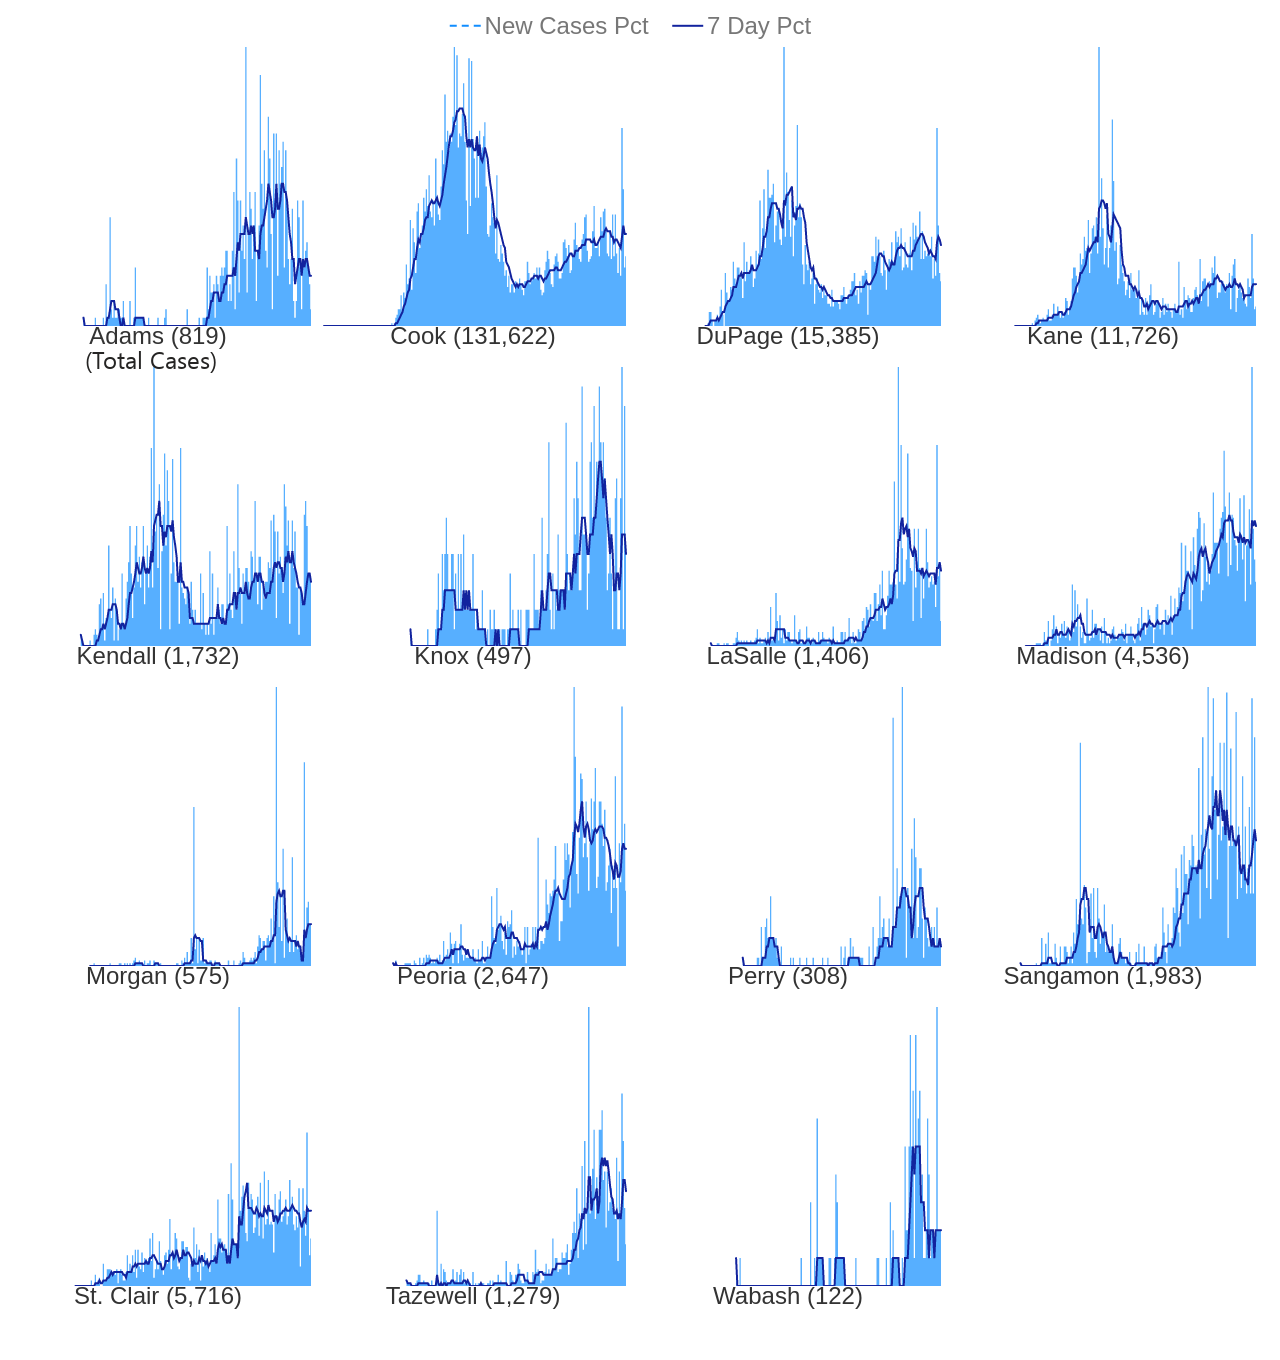 New Cases Pct 7 Day Pct
Adams (819) Cook (131,622) DuPage (15,385) Kane (11,726)
(Total Cases)
Kendall (1,732) Knox (497) LaSalle (1,406) Madison (4,536)
Morgan (575) Peoria (2,647) Perry (308) Sangamon (1,983)
St. Clair (5,716) Tazewell (1,279) Wabash (122)